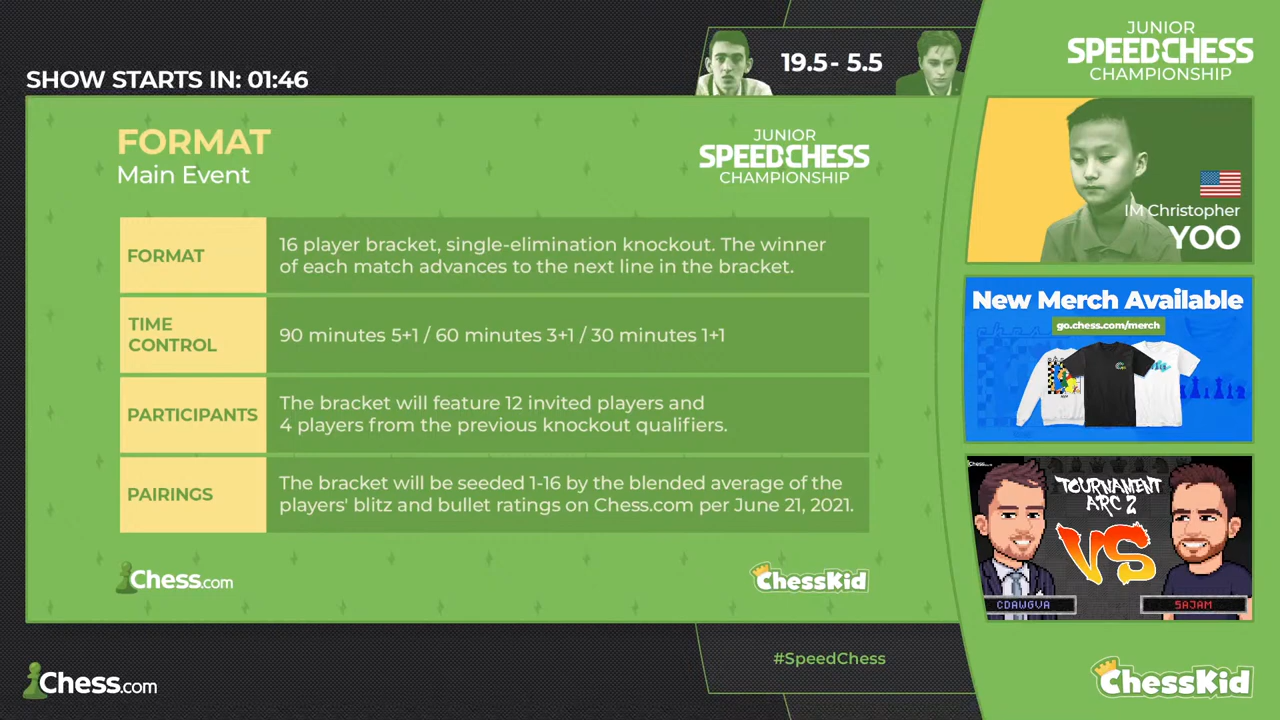 SHOW STARTS IN: 01:46
19.5 - 5.5
JUNIOR
SPEEDCHESS
CHAMPIONSHIP
FORMAT
Main Event
JUNIOR
SPEEDCHESS
CHAMPIONSHIP
FORMAT
16 player bracket, single-elimination knockout. The winner
of each match advances to the next line in the bracket.
TIME
CONTROL
90 minutes 5+1 / 60 minutes 3+1 / 30 minutes 1+1
PARTICIPANTS
The bracket will feature 12 invited players and
4 players from the previous knockout qualifiers.
PAIRINGS
The bracket will be seeded 1-16 by the blended average of the
players' blitz and bullet ratings on Chess.com per June 21, 2021.
Chess.com
ChessKid
IM Christopher
YOO
New Merch Available
go.chess.com/merch
chess
Chess.com
TOURNAMENT
ARC 2
VS
CDAWGVA
SAJAM
#SpeedChess
Chess.com
ChessKid